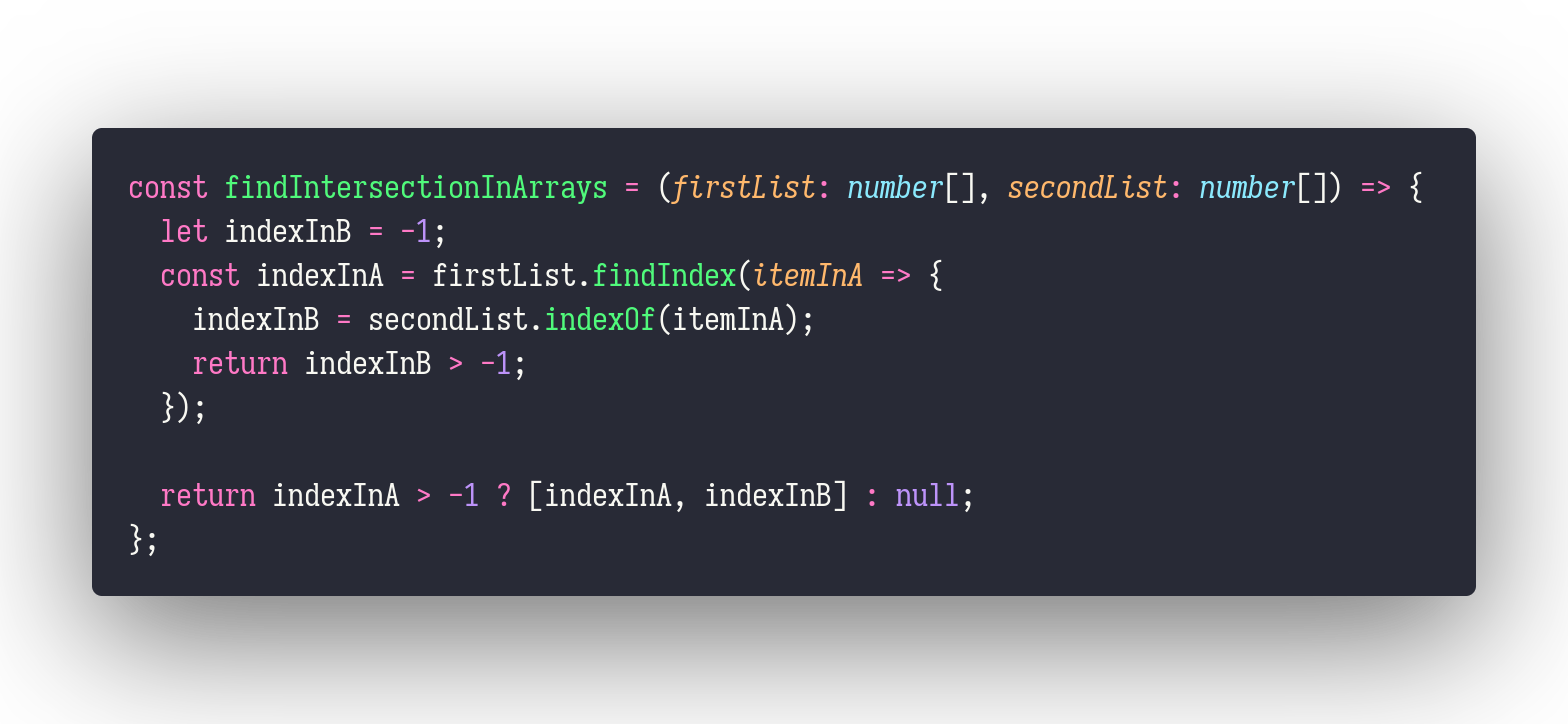 const findIntersectionInArrays = (firstList: number[], secondList: number[]) => {
  let indexInB = -1;
  const indexInA = firstList.findIndex(itemInA => {
    indexInB = secondList.indexOf(itemInA);
    return indexInB > -1;
  });

  return indexInA > -1 ? [indexInA, indexInB] : null;
};